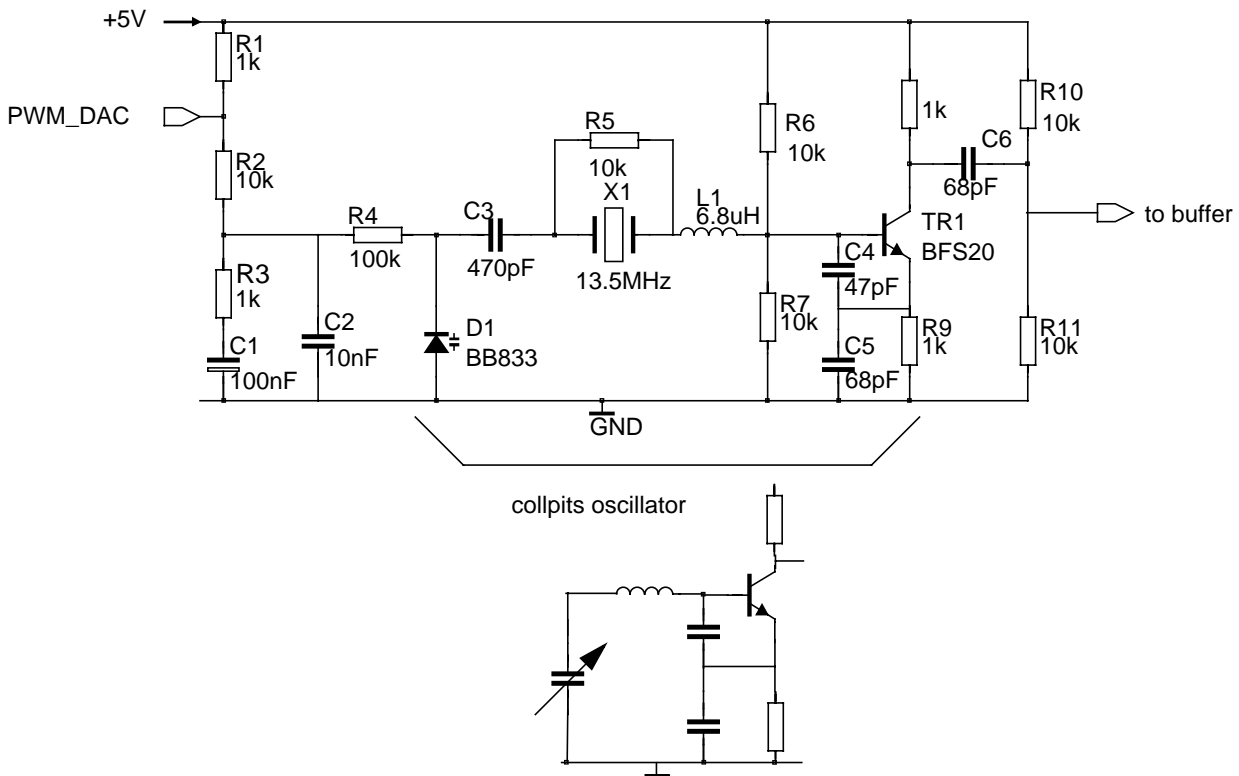 +5V
R1
1k
PWM_DAC
R2
10k
R3
1k
C1
100nF
C2
10nF
R4
100k
C3
470pF
D1
BB833
R5
10k
X1
13.5MHz
L1
6.8uH
R6
10k
R7
10k
C4
47pF
C5
68pF
1k
TR1
BFS20
R9
1k
C6
68pF
R10
10k
R11
10k
to buffer
GND
collpits oscillator